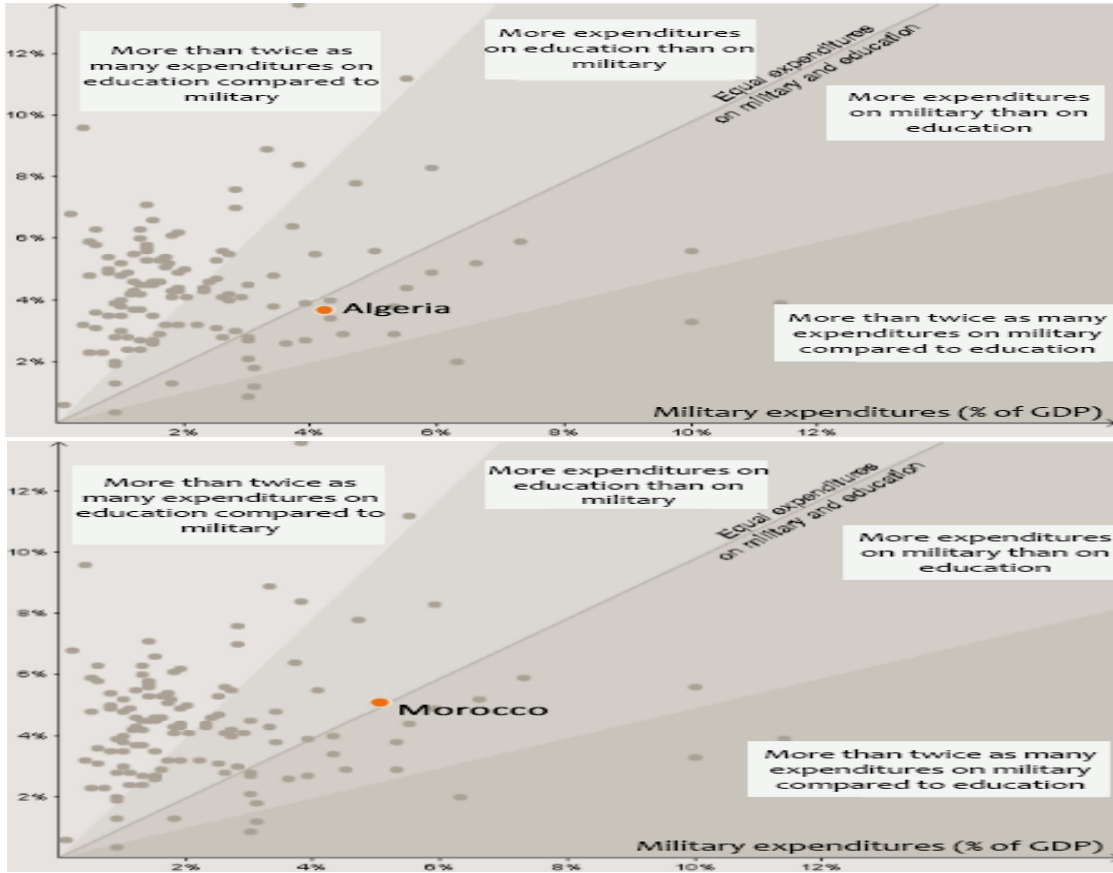 More than twice as
many expenditures on
education compared to
military
More expenditures
on education than on
military
Equal expenditures
on military and education
More expenditures
on military than on
education
12%
10%
8%
6%
4%
2%
Algeria
More than twice as many
expenditures on military
compared to education
Military expenditures (% of GDP)
2%
4%
6%
8%
10%
12%
More than twice as
many expenditures on
education compared to
military
More expenditures on
education than on
military
Equal expenditures
on military and education
More expenditures
on military than on
education
12%
10%
8%
6%
4%
2%
Morocco
More than twice as many
expenditures on military
compared to education
Military expenditures (% of GDP)
2%
4%
6%
8%
10%
12%